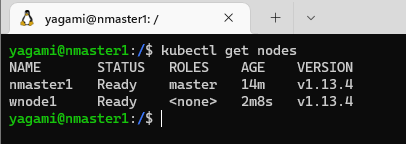 yagami@nmaster1: /
yagami@nmaster1:/$ kubectl get nodes
NAME STATUS ROLES AGE VERSION
nmaster1 Ready master 14m v1.13.4
wnode1 Ready <none> 2m8s v1.13.4
yagami@nmaster1:/$